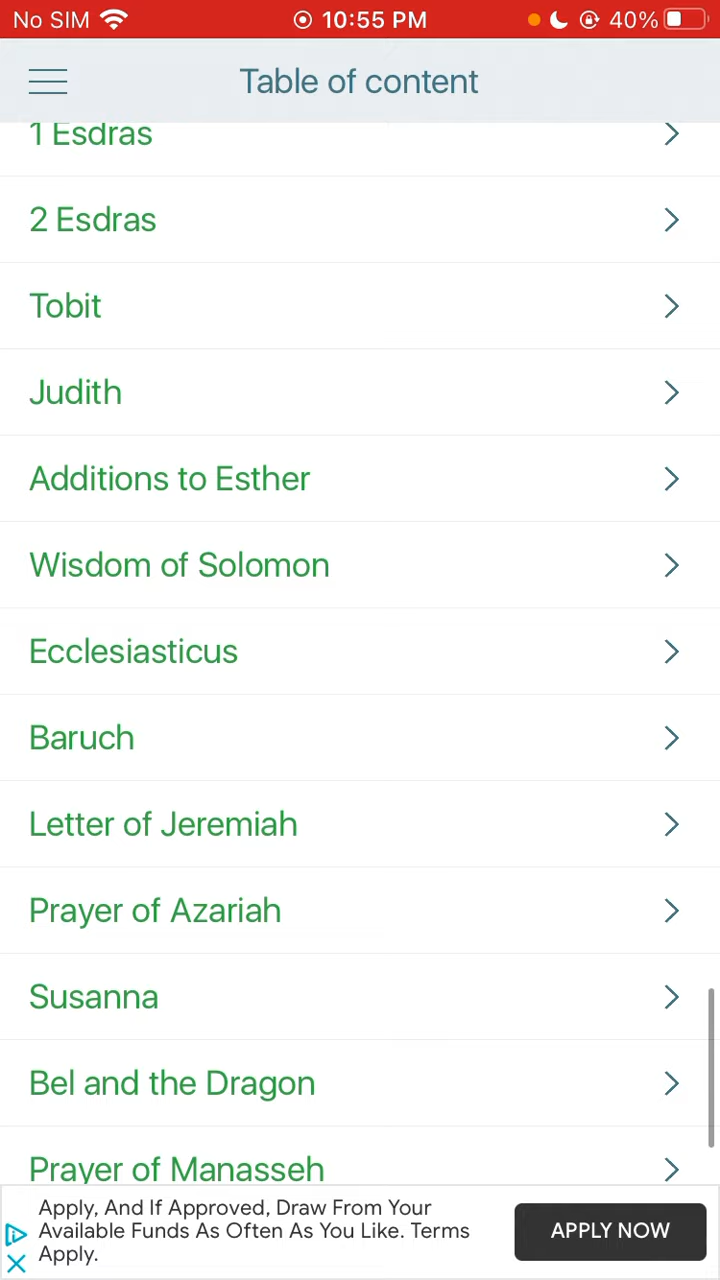 No SIM 10:55 PM 40%
Table of content
1 Esdras
2 Esdras
Tobit
Judith
Additions to Esther
Wisdom of Solomon
Ecclesiasticus
Baruch
Letter of Jeremiah
Prayer of Azariah
Susanna
Bel and the Dragon
Prayer of Manasseh
Apply, And If Approved, Draw From Your
Available Funds As Often As You Like. Terms
Apply.
APPLY NOW